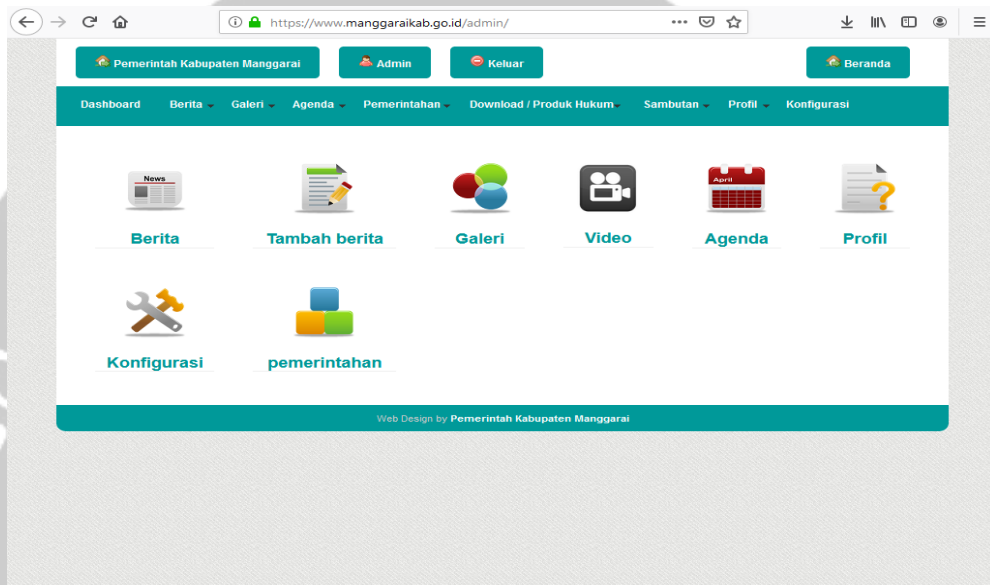 https://www.manggaraikab.go.id/admin/
Pemerintah Kabupaten Manggarai Admin Keluar Beranda
Dashboard Berita Galeri Agenda Pemerintahan Download / Produk Hukum Sambutan Profil Konfigurasi
News
April
Berita Tambah berita Galeri Video Agenda Profil
Konfigurasi pemerintahan
Web Design by Pemerintah Kabupaten Manggarai